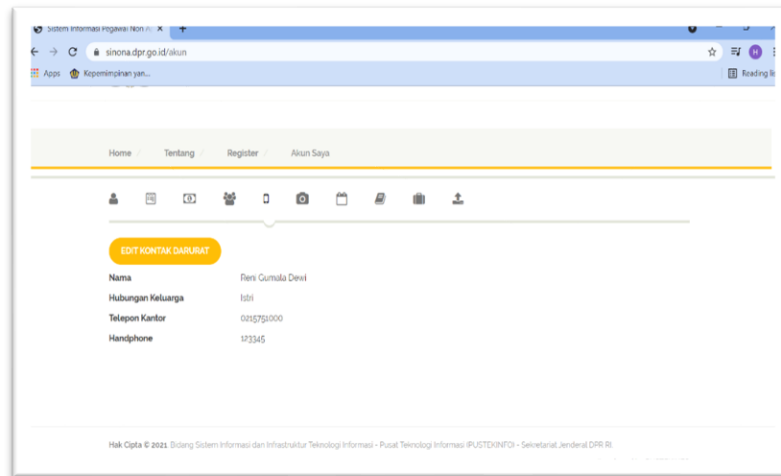 Sistem Informasi Pegawai Non A
sinona.dpr.go.id/akun
H
Apps Kepemimpinan yan...
Reading
Home / Tentang / Register / Akun Saya
EDIT KONTAK DARURAT
Nama Reni Gumala Dewi
Hubungan Keluarga Istri
Telepon Kantor 0215751000
Handphone 123345
Hak Cipta © 2021. Bidang Sistem Informasi dan Infrastruktur Teknologi Informasi - Pusat Teknologi Informasi (PUSTEKINFO) - Sekretariat Jenderal DPR RI.